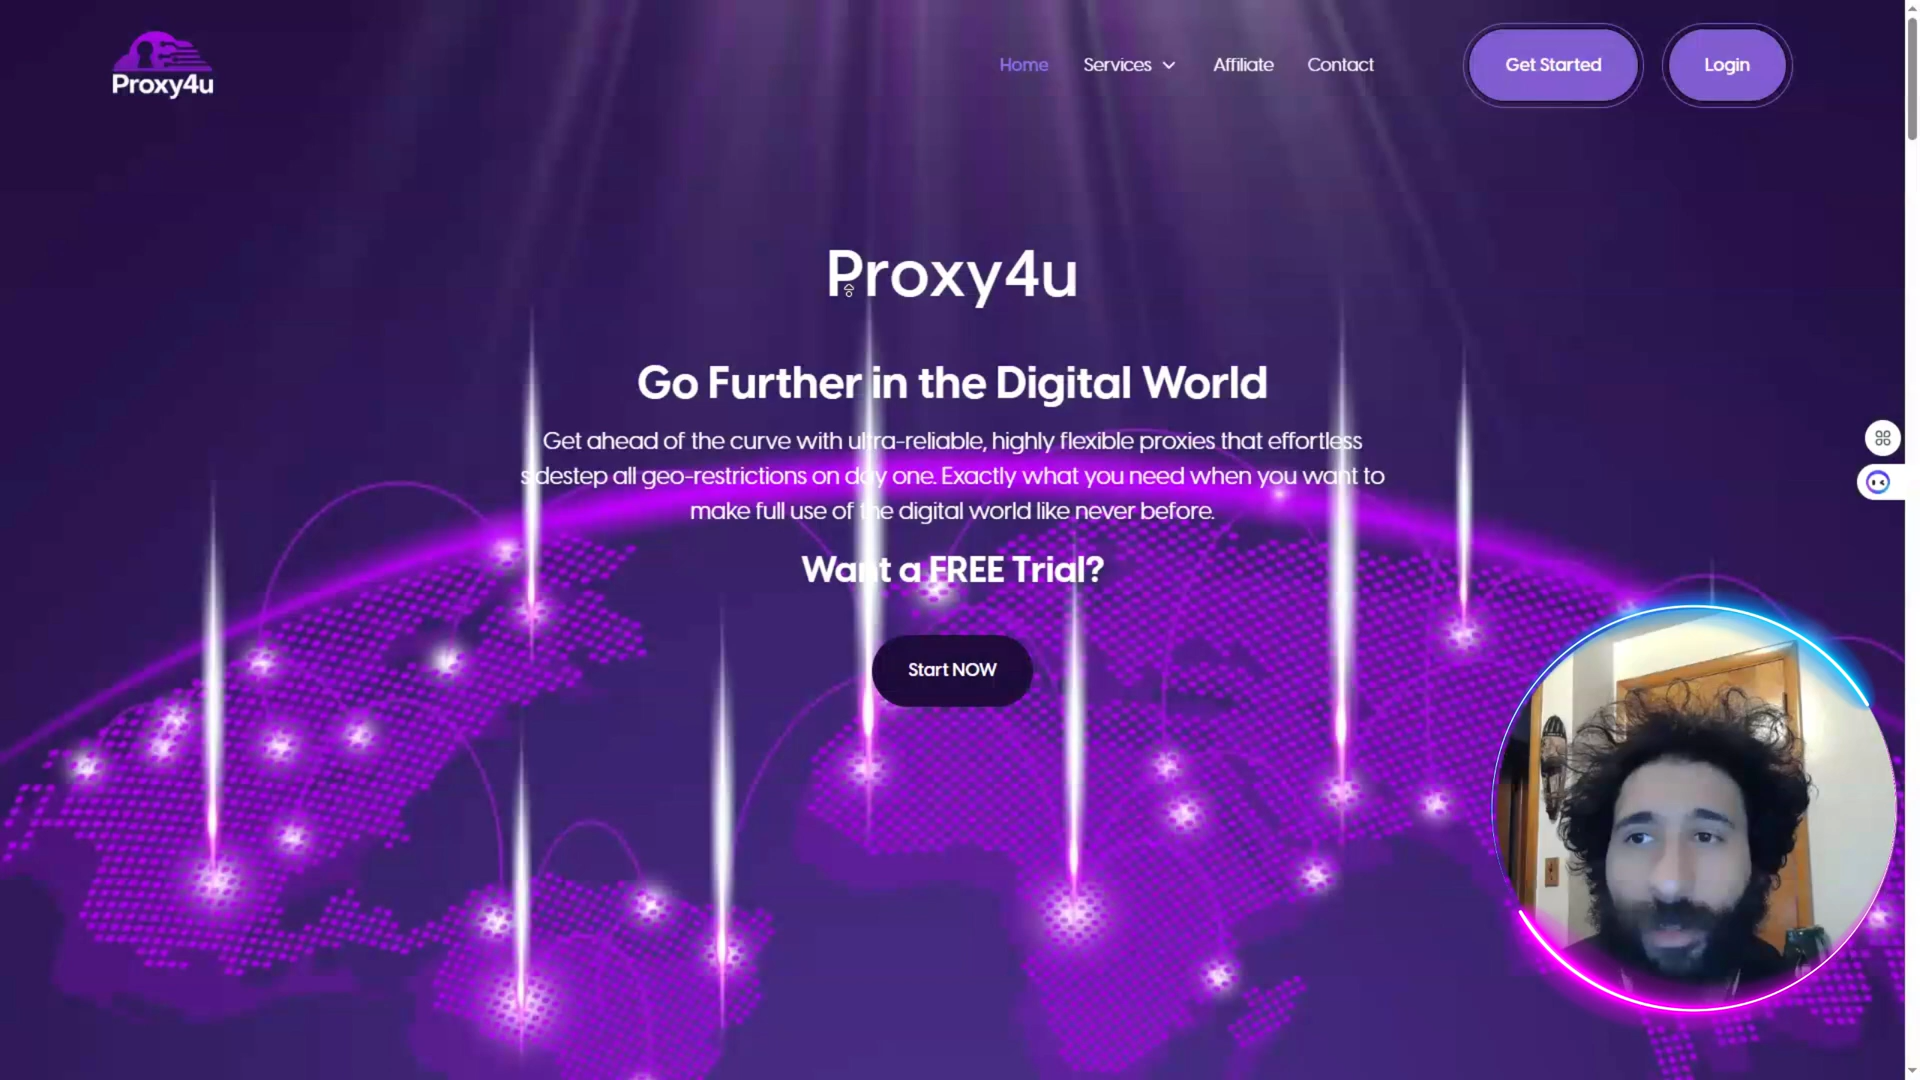 Proxy4u
Home
Services
Affiliate
Contact
Get Started
Login
Proxy4u
Go Further in the Digital World
Get ahead of the curve with ultra-reliable, highly flexible proxies that effortless
sidestep all geo-restrictions on day one. Exactly what you need when you want to
make full use of the digital world like never before.
Want a FREE Trial?
Start NOW